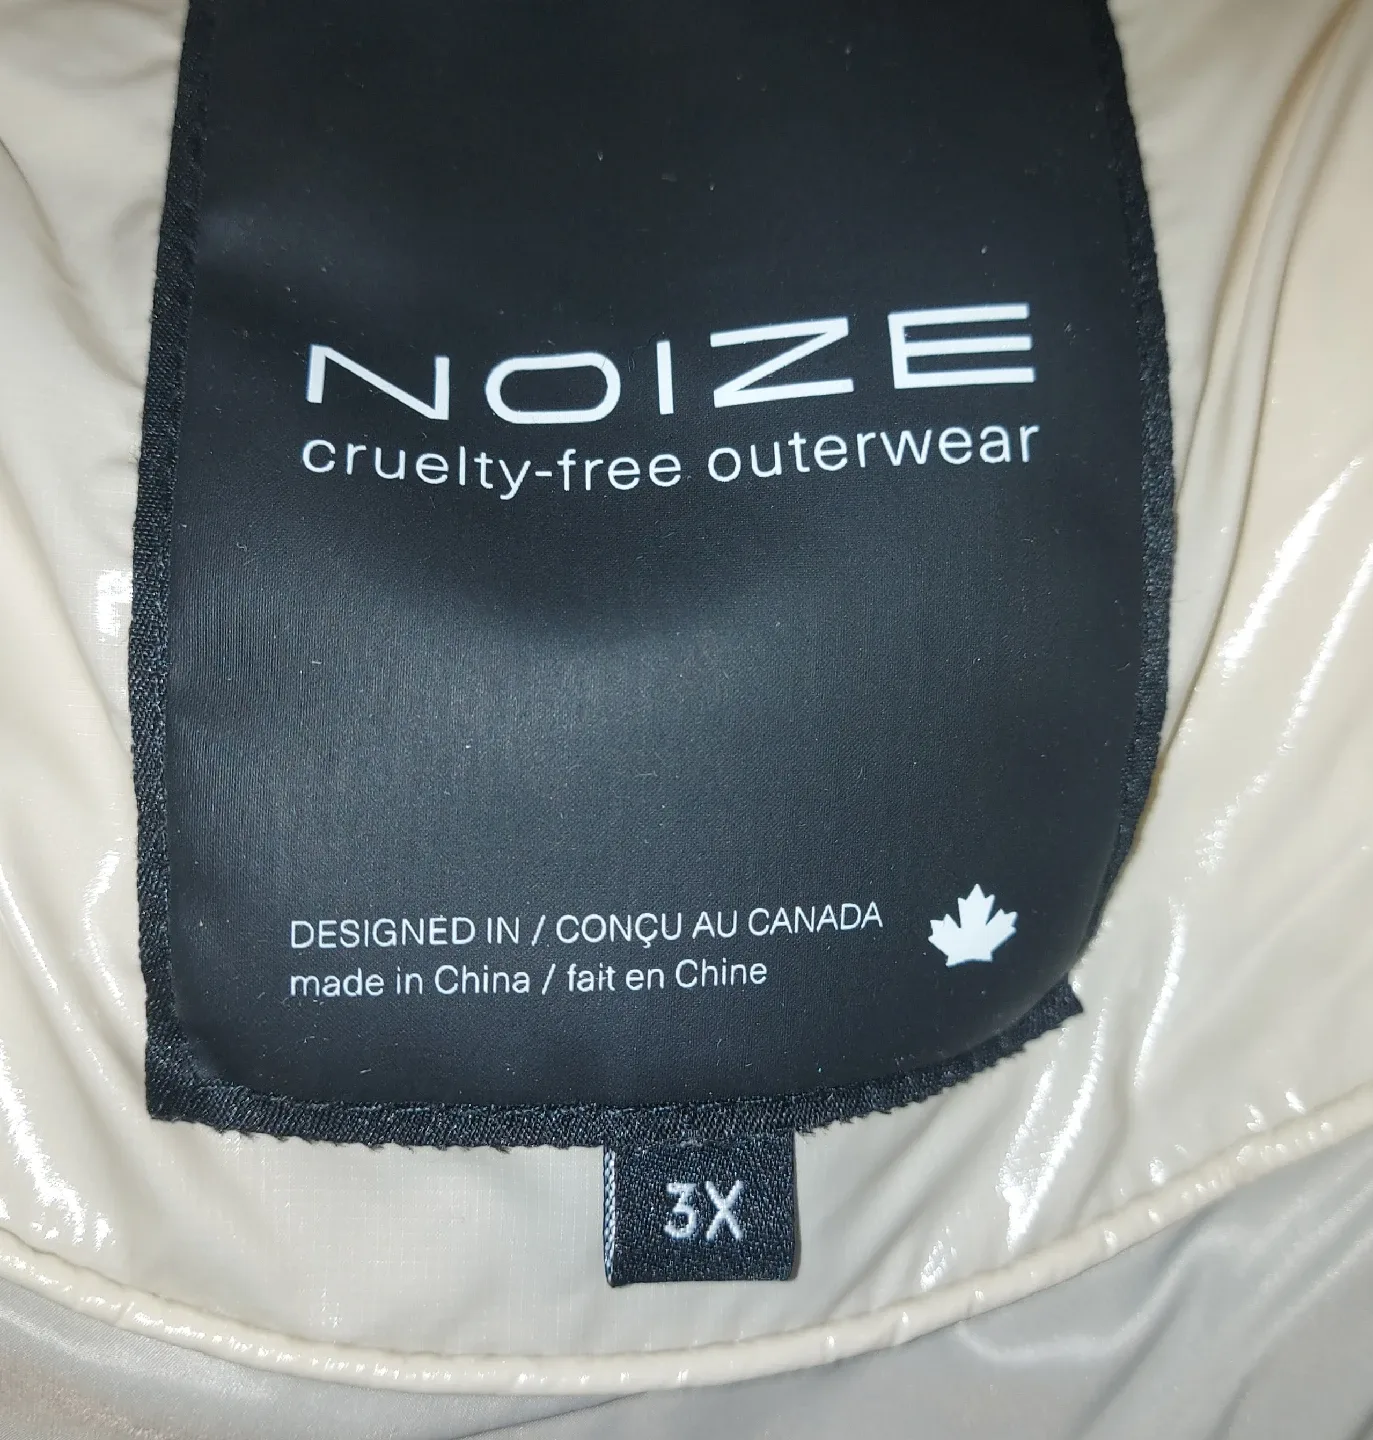 NOIZE
cruelty-free outerwear
DESIGNED IN / CONÇU AU CANADA
made in China / fait en Chine
3X